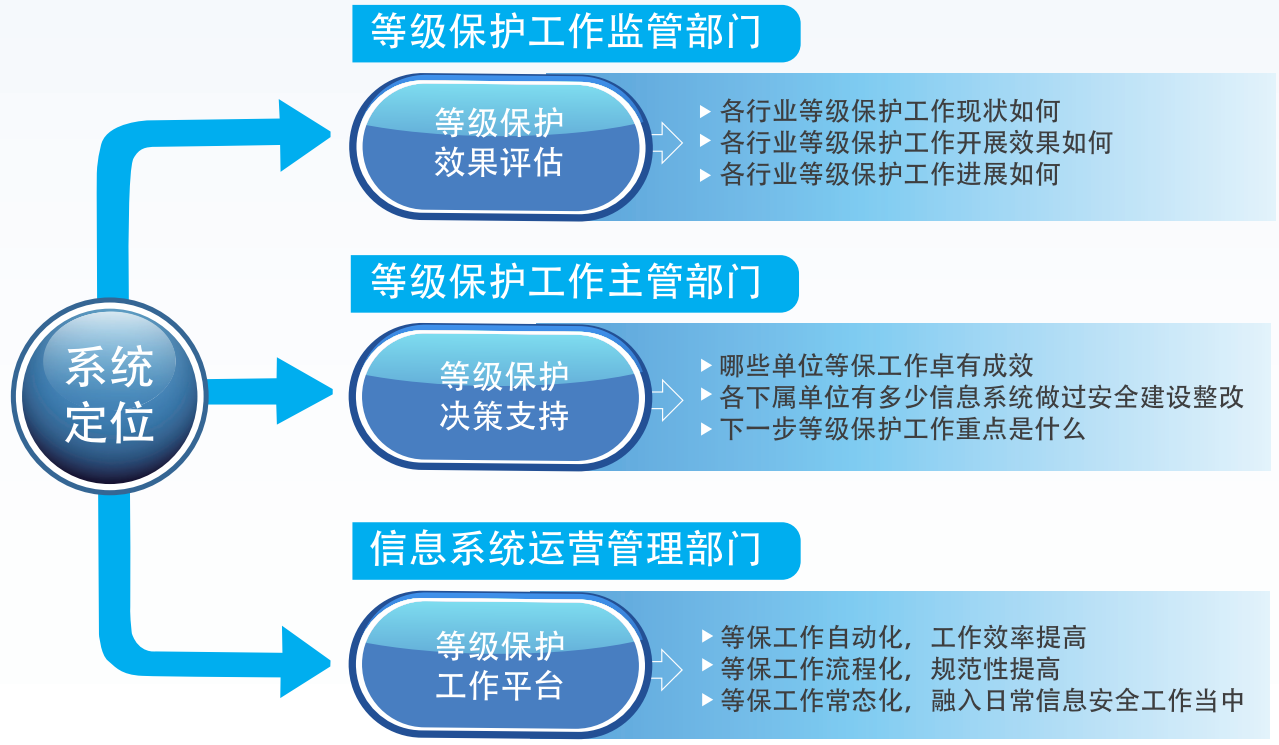 等级保护工作监管部门
等级保护
效果评估
各行业等级保护工作现状如何
各行业等级保护工作开展效果如何
各行业等级保护工作进展如何
系统
定位
等级保护工作主管部门
等级保护
决策支持
哪些单位等保工作卓有成效
各下属单位有多少信息系统做过安全建设整改
下一步等级保护工作重点是什么
信息系统运营管理部门
等级保护
工作平台
等保工作自动化，工作效率提高
等保工作流程化，规范性提高
等保工作常态化，融入日常信息安全工作当中